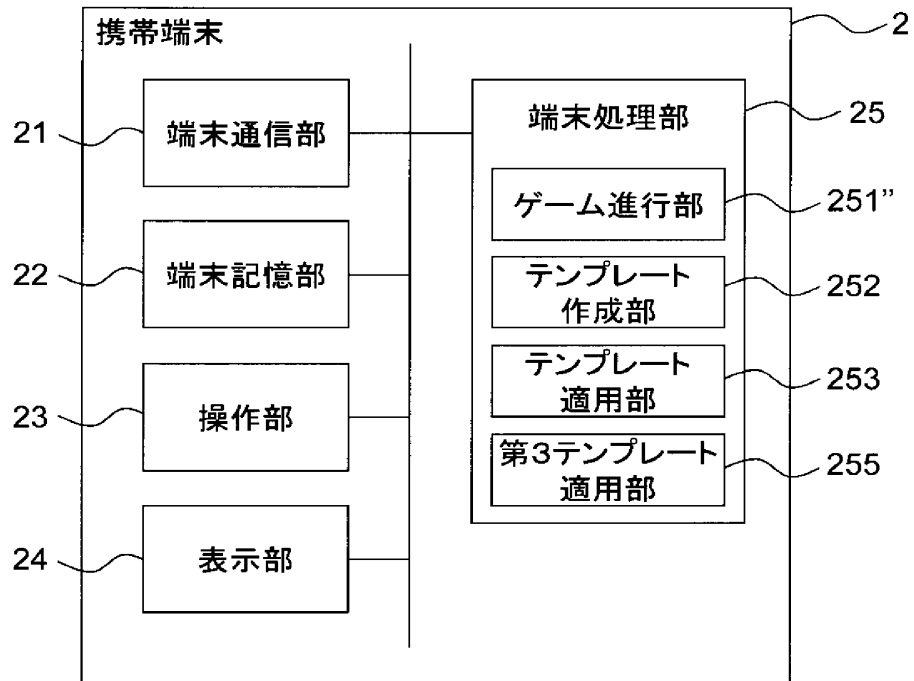 携帯端末
2
21
端末通信部
22
端末記憶部
23
操作部
24
表示部
端末処理部
25
ゲーム進行部
251”
テンプレート
作成部
252
テンプレート
適用部
253
第3テンプレート
適用部
255